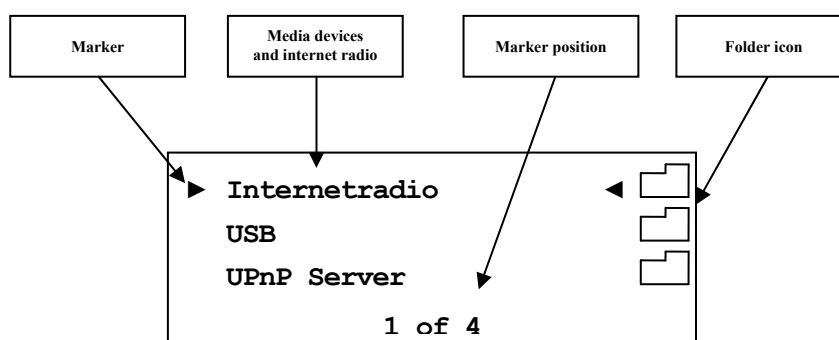 Marker
Media devices
and internet radio
Marker position
Folder icon
► Internetradio ◄
USB
UPnP Server
1 of 4